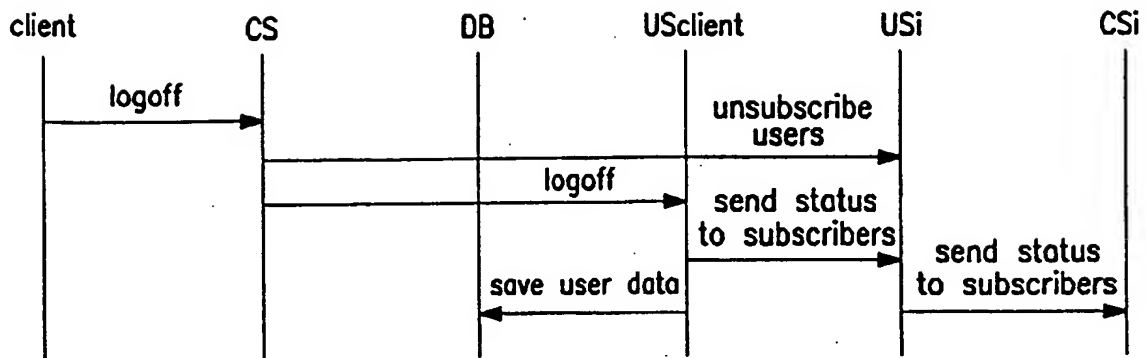 client CS DB USclient USi CSi
logoff
unsubscribe
users
logoff
send status
to subscribers
send status
to subscribers
save user data